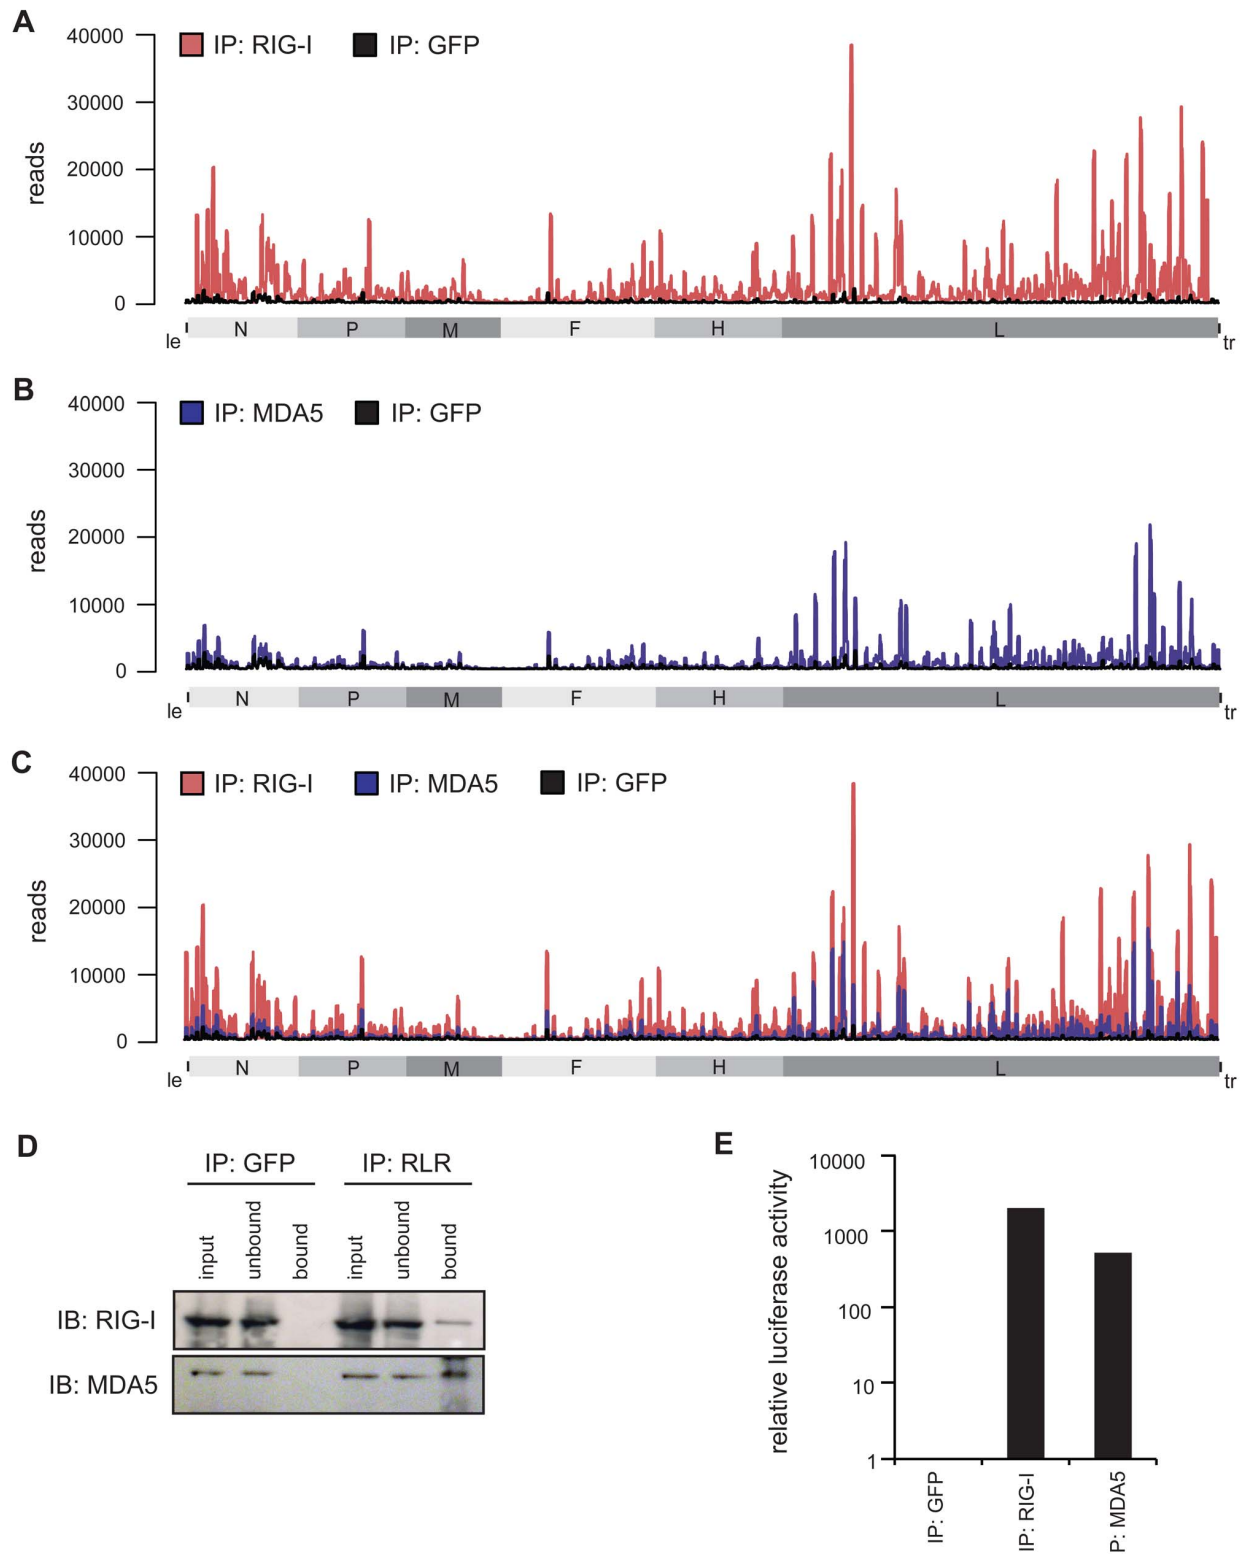 A
IP: RIG-I
IP: GFP
40000
30000
20000
10000
0
reads
le
N
P
M
F
H
L
tr
B
IP: MDA5
IP: GFP
40000
30000
20000
10000
0
reads
le
N
P
M
F
H
L
tr
C
IP: RIG-I
IP: MDA5
IP: GFP
40000
30000
20000
10000
0
reads
le
N
P
M
F
H
L
tr
D
IP: GFP
IP: RLR
input
unbound
bound
input
unbound
bound
IB: RIG-I
IB: MDA5
E
relative luciferase activity
10000
1000
100
10
1
IP: GFP
IP: RIG-I
P: MDA5